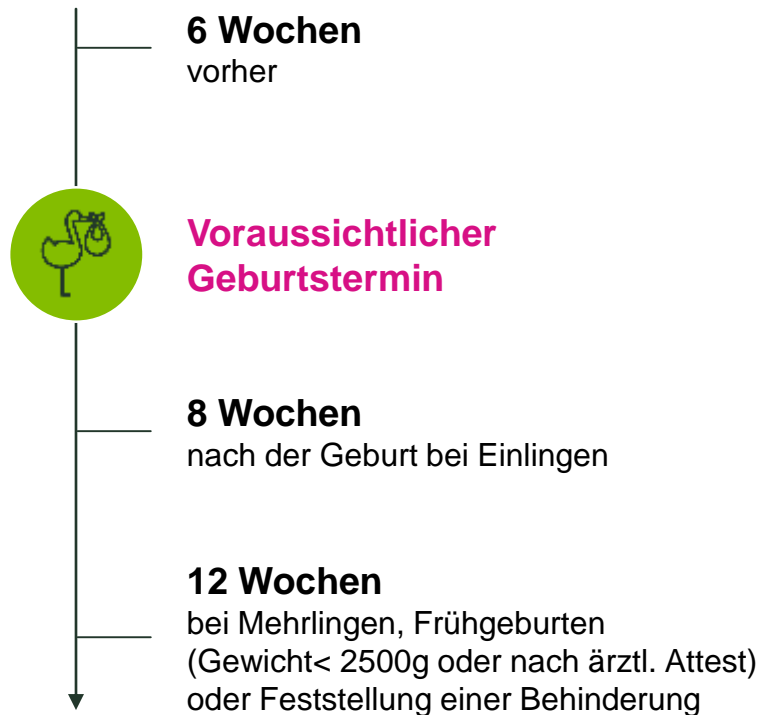 6 Wochen
vorher
Voraussichtlicher
Geburtstermin
8 Wochen
nach der Geburt bei Einlingen
12 Wochen
bei Mehrlingen, Frühgeburten
(Gewicht< 2500g oder nach ärztl. Attest)
oder Feststellung einer Behinderung